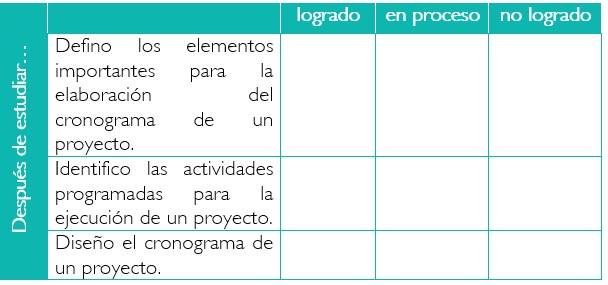 logrado en proceso no logrado
Después de estudiar…
Defino los elementos
importantes para la
elaboración del
cronograma de un
proyecto.
Identifico las actividades
programadas para la
ejecución de un proyecto.
Diseño el cronograma de
un proyecto.